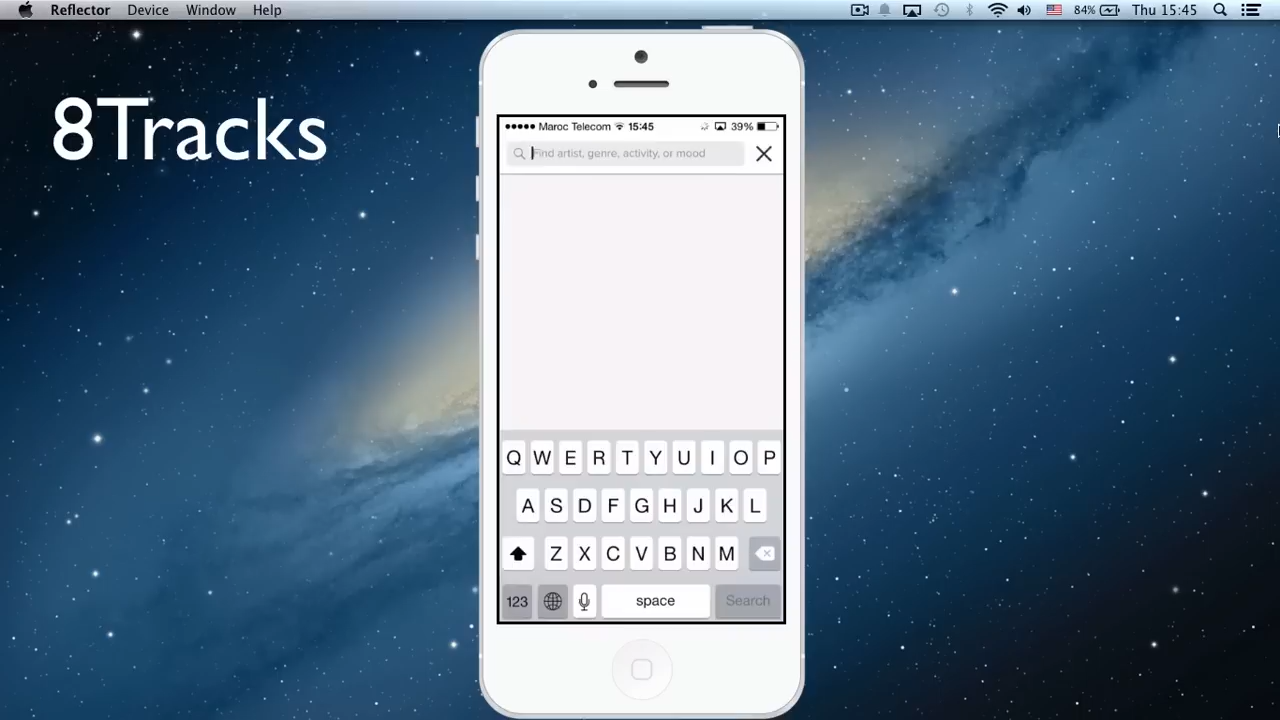 Reflector Device Window Help 84% Thu 15:45
8Tracks
Maroc Telecom 15:45 39%
Find artist, genre, activity, or mood
Q W E R T Y U I O P
A S D F G H J K L
Z X C V B N M
123 space Search